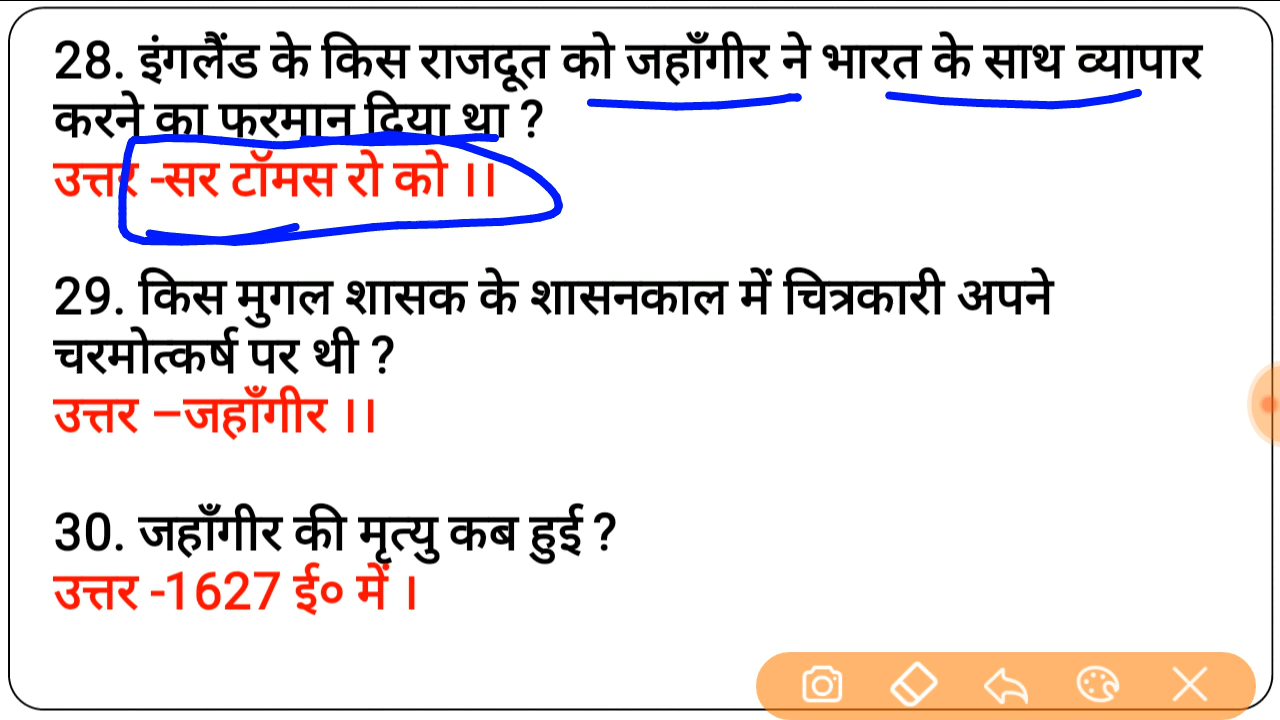 28. इंगलैंड के किस राजदूत को जहाँगीर ने भारत के साथ व्यापार
करने का फरमान दिया था ?
उत्तर -सर टॉमस रो को ।।
29. किस मुगल शासक के शासनकाल में चित्रकारी अपने
चरमोत्कर्ष पर थी ?
उत्तर –जहाँगीर ।।
30. जहाँगीर की मृत्यु कब हुई ?
उत्तर -1627 ई० में ।